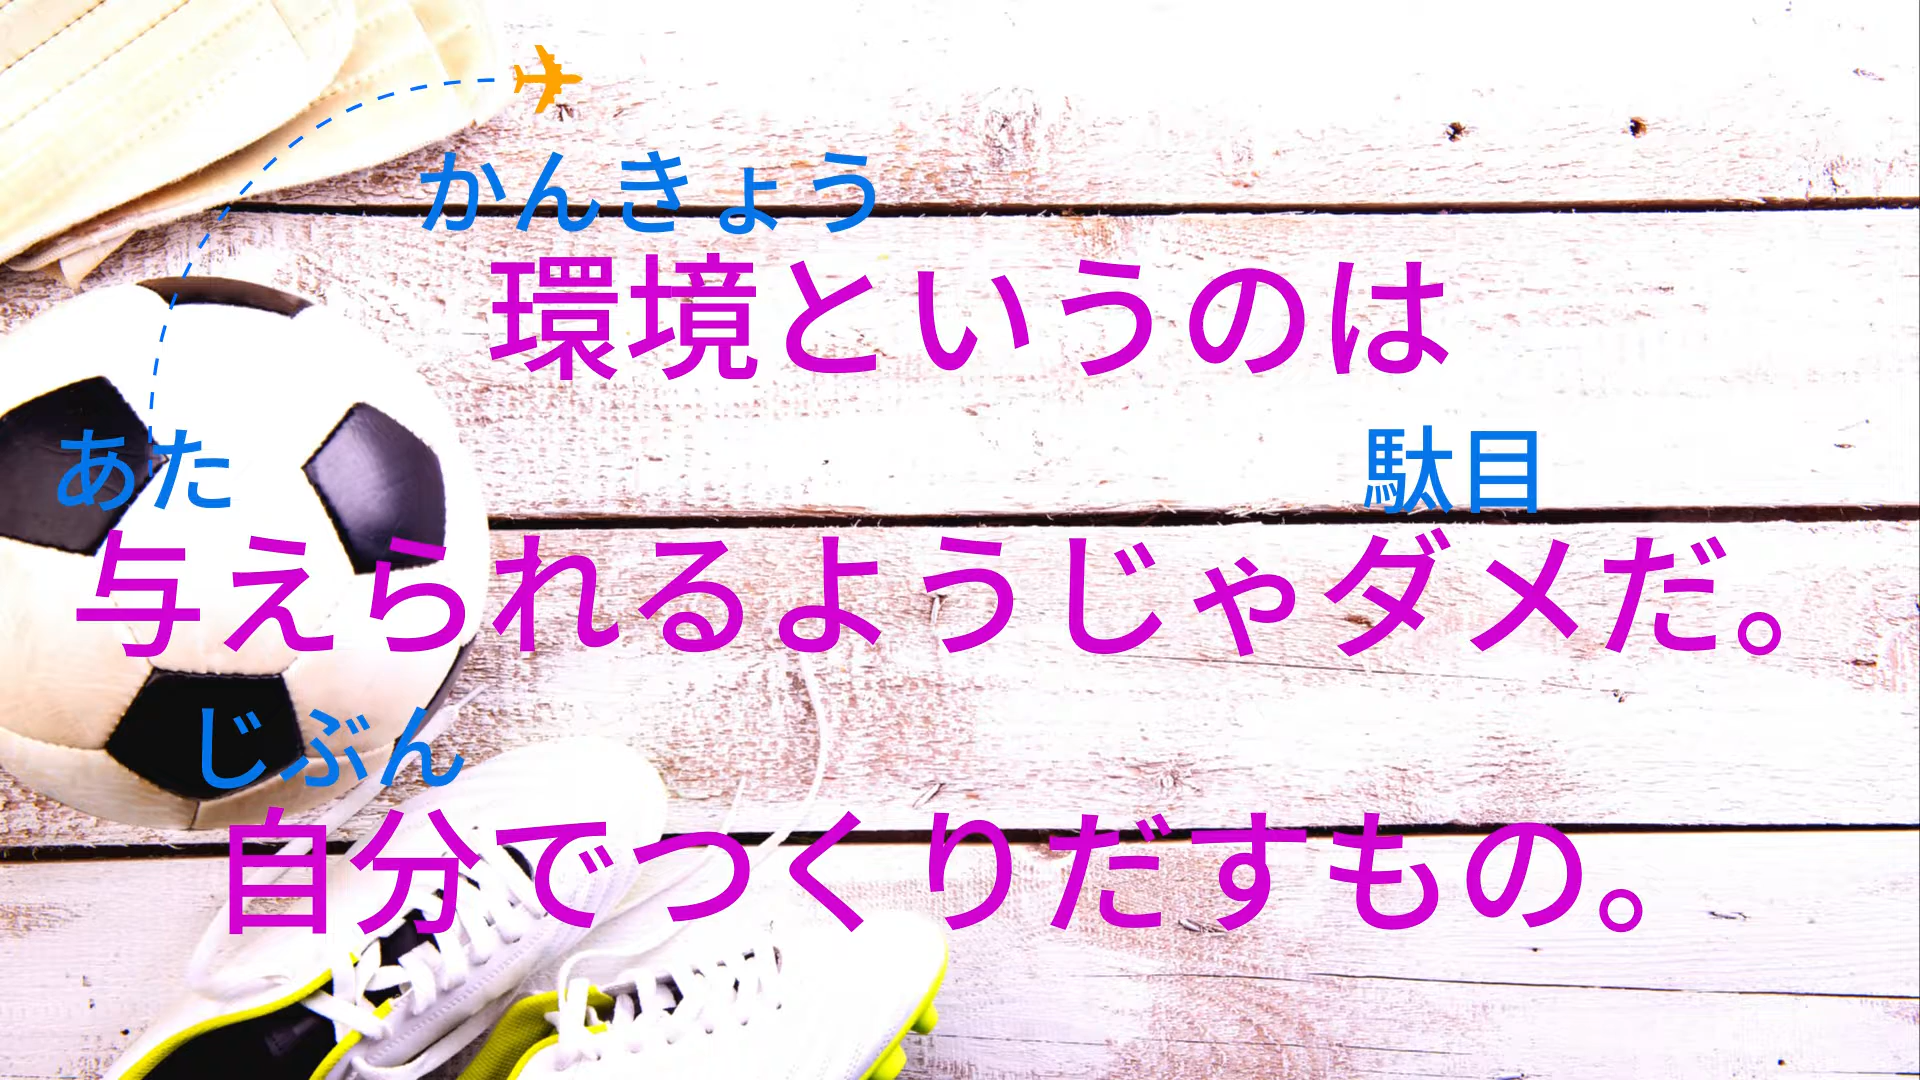 かんきょう
環境というのは
あた 駄目
与えられるようじゃダメだ。
じぶん
自分でつくりだすもの。